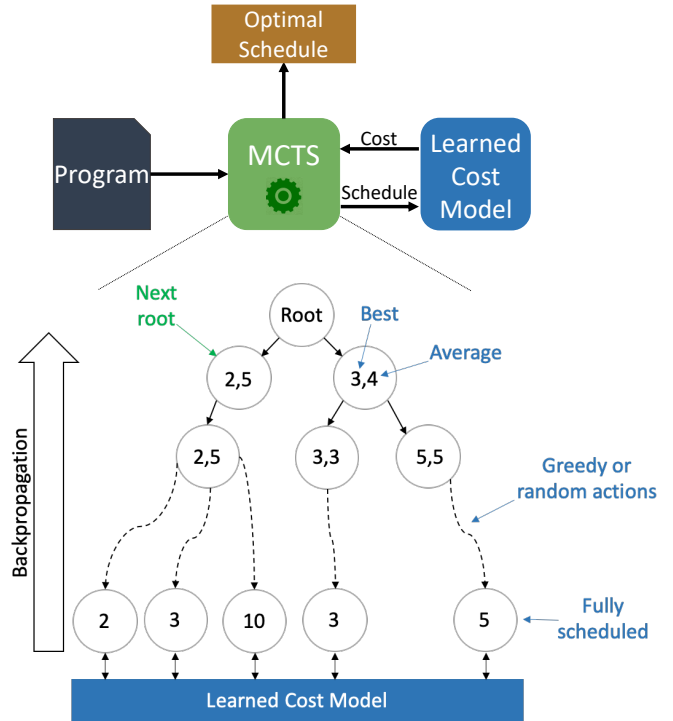 Optimal
Schedule
Program
MCTS
Cost
Schedule
Learned
Cost
Model
Next
root
Root
Best
Average
2,5
3,4
2,5
3,3
5,5
Greedy or
random actions
Backpropagation
2
3
10
3
5
Fully
scheduled
Learned Cost Model